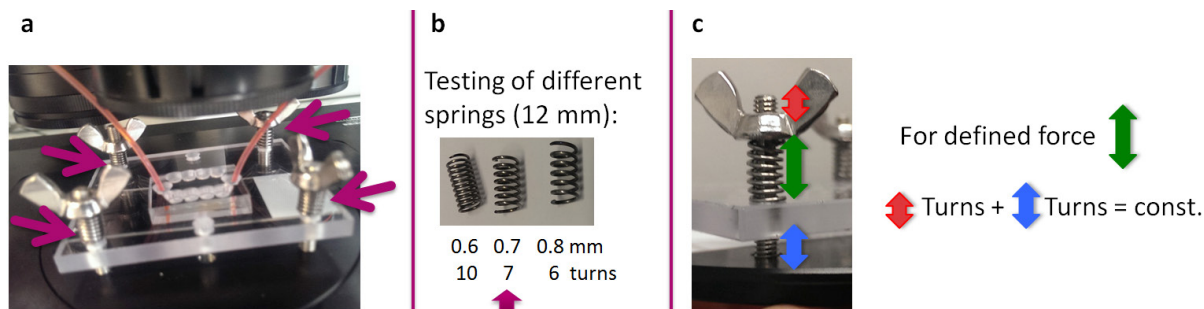 a
b
Testing of different
springs (12 mm):
0.6 0.7 0.8 mm
10 7 6 turns
c
For defined force
Turns + Turns = const.